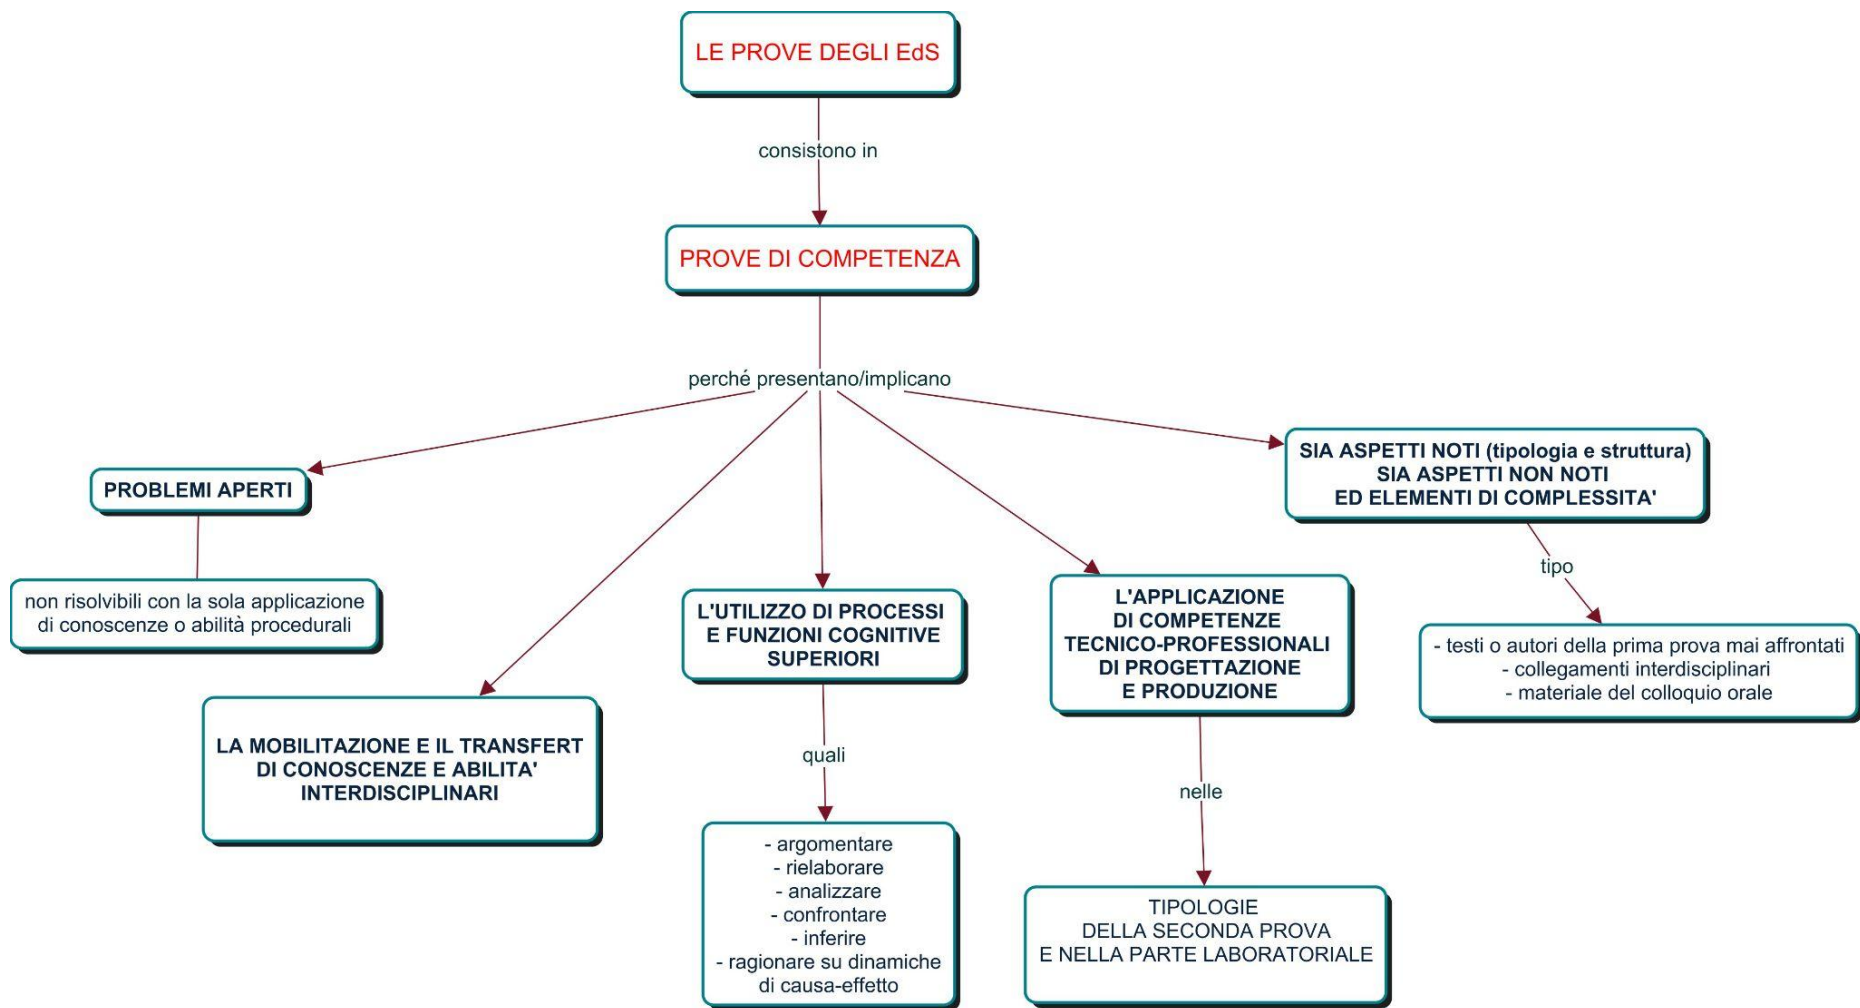 LE PROVE DEGLI EdS
consistono in
PROVE DI COMPETENZA
perché presentano/implicano
PROBLEMI APERTI
non risolvibili con la sola applicazione
di conoscenze o abilità procedurali
LA MOBILITAZIONE E IL TRANSFERT
DI CONOSCENZE E ABILITA'
INTERDISCIPLINARI
L'UTILIZZO DI PROCESSI
E FUNZIONI COGNITIVE
SUPERIORI
quali
- argomentare
- rielaborare
- analizzare
- confrontare
- inferire
- ragionare su dinamiche
di causa-effetto
L'APPLICAZIONE
DI COMPETENZE
TECNICO-PROFESSIONALI
DI PROGETTAZIONE
E PRODUZIONE
nelle
TIPOLOGIE
DELLA SECONDA PROVA
E NELLA PARTE LABORATORIALE
SIA ASPETTI NOTI (tipologia e struttura)
SIA ASPETTI NON NOTI
ED ELEMENTI DI COMPLESSITA'
tipo
- testi o autori della prima prova mai affrontati
- collegamenti interdisciplinari
- materiale del colloquio orale